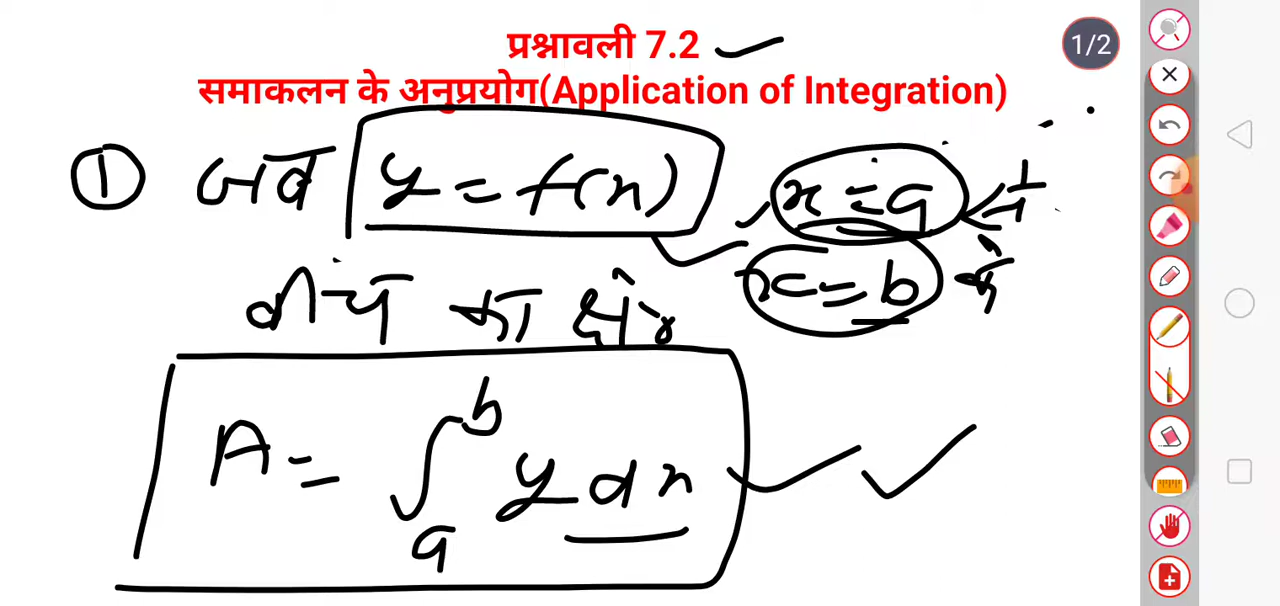 प्रश्नावली 7.2
1/2
समाकलन के अनुप्रयोग(Application of Integration)
① जब y = f(x) x = a से
x = b के
बीच का क्षेत्र
A = ∫_a^b y dx